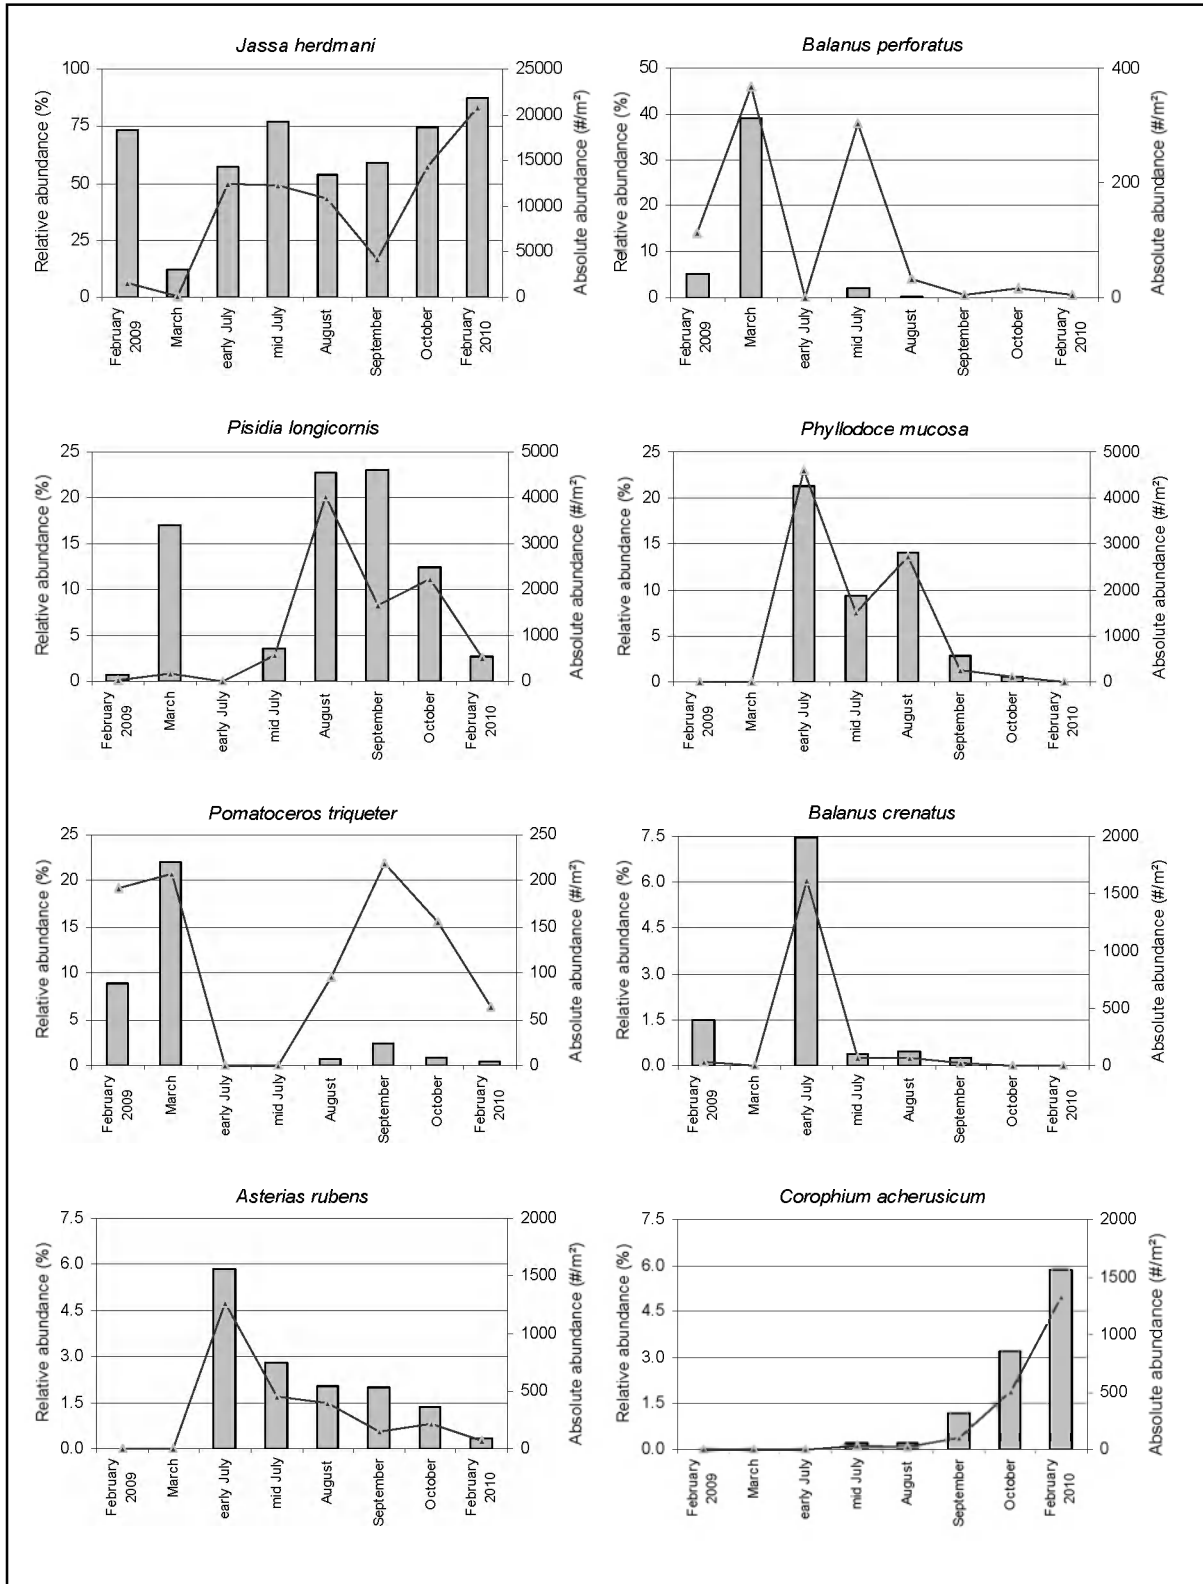 Jassa herdmani
Relative abundance (%)
100
75
50
25
0
25000
20000
15000
10000
5000
0
Absolute abundance (#/m²)
February
2009
March
early July
mid July
August
September
October
February
2010
Balanus perforatus
Relative abundance (%)
50
40
30
20
10
0
400
200
0
Absolute abundance (#/m²)
February
2009
March
early July
mid July
August
September
October
February
2010
Pisidia longicornis
Relative abundance (%)
25
20
15
10
5
0
5000
4000
3000
2000
1000
0
Absolute abundance (#/m²)
February
2009
March
early July
mid July
August
September
October
February
2010
Phyllodoce mucosa
Relative abundance (%)
25
20
15
10
5
0
5000
4000
3000
2000
1000
0
Absolute abundance (#/m²)
February
2009
March
early July
mid July
August
September
October
February
2010
Pomatoceros triqueter
Relative abundance (%)
25
20
15
10
5
0
250
200
150
100
50
0
Absolute abundance (#/m²)
February
2009
March
early July
mid July
August
September
October
February
2010
Balanus crenatus
Relative abundance (%)
7.5
6.0
4.5
3.0
1.5
0.0
2000
1500
1000
500
0
Absolute abundance (#/m²)
February
2009
March
early July
mid July
August
September
October
February
2010
Asterias rubens
Relative abundance (%)
7.5
6.0
4.5
3.0
1.5
0.0
2000
1500
1000
500
0
Absolute abundance (#/m²)
February
2009
March
early July
mid July
August
September
October
February
2010
Corophium acherusicum
Relative abundance (%)
7.5
6.0
4.5
3.0
1.5
0.0
2000
1500
1000
500
0
Absolute abundance (#/m²)
February
2009
March
early July
mid July
August
September
October
February
2010